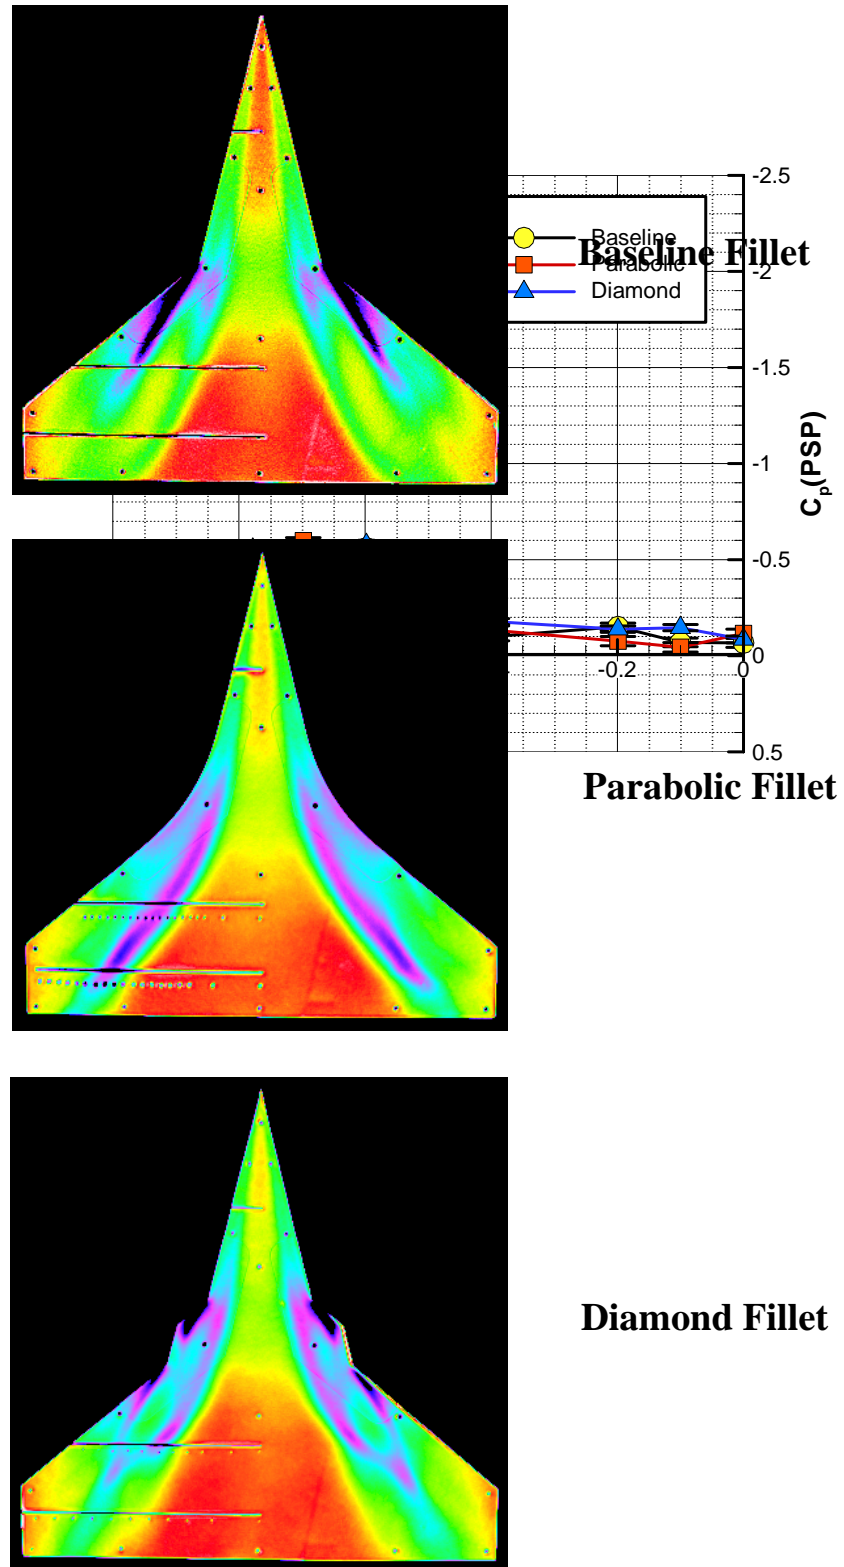 -2.5
Baseline
Baseline Fillet
Parabolic
-2
Diamond
-1.5
C_p(PSP)
-1
-0.5
0
-0.2
0
0.5
Parabolic Fillet
Diamond Fillet